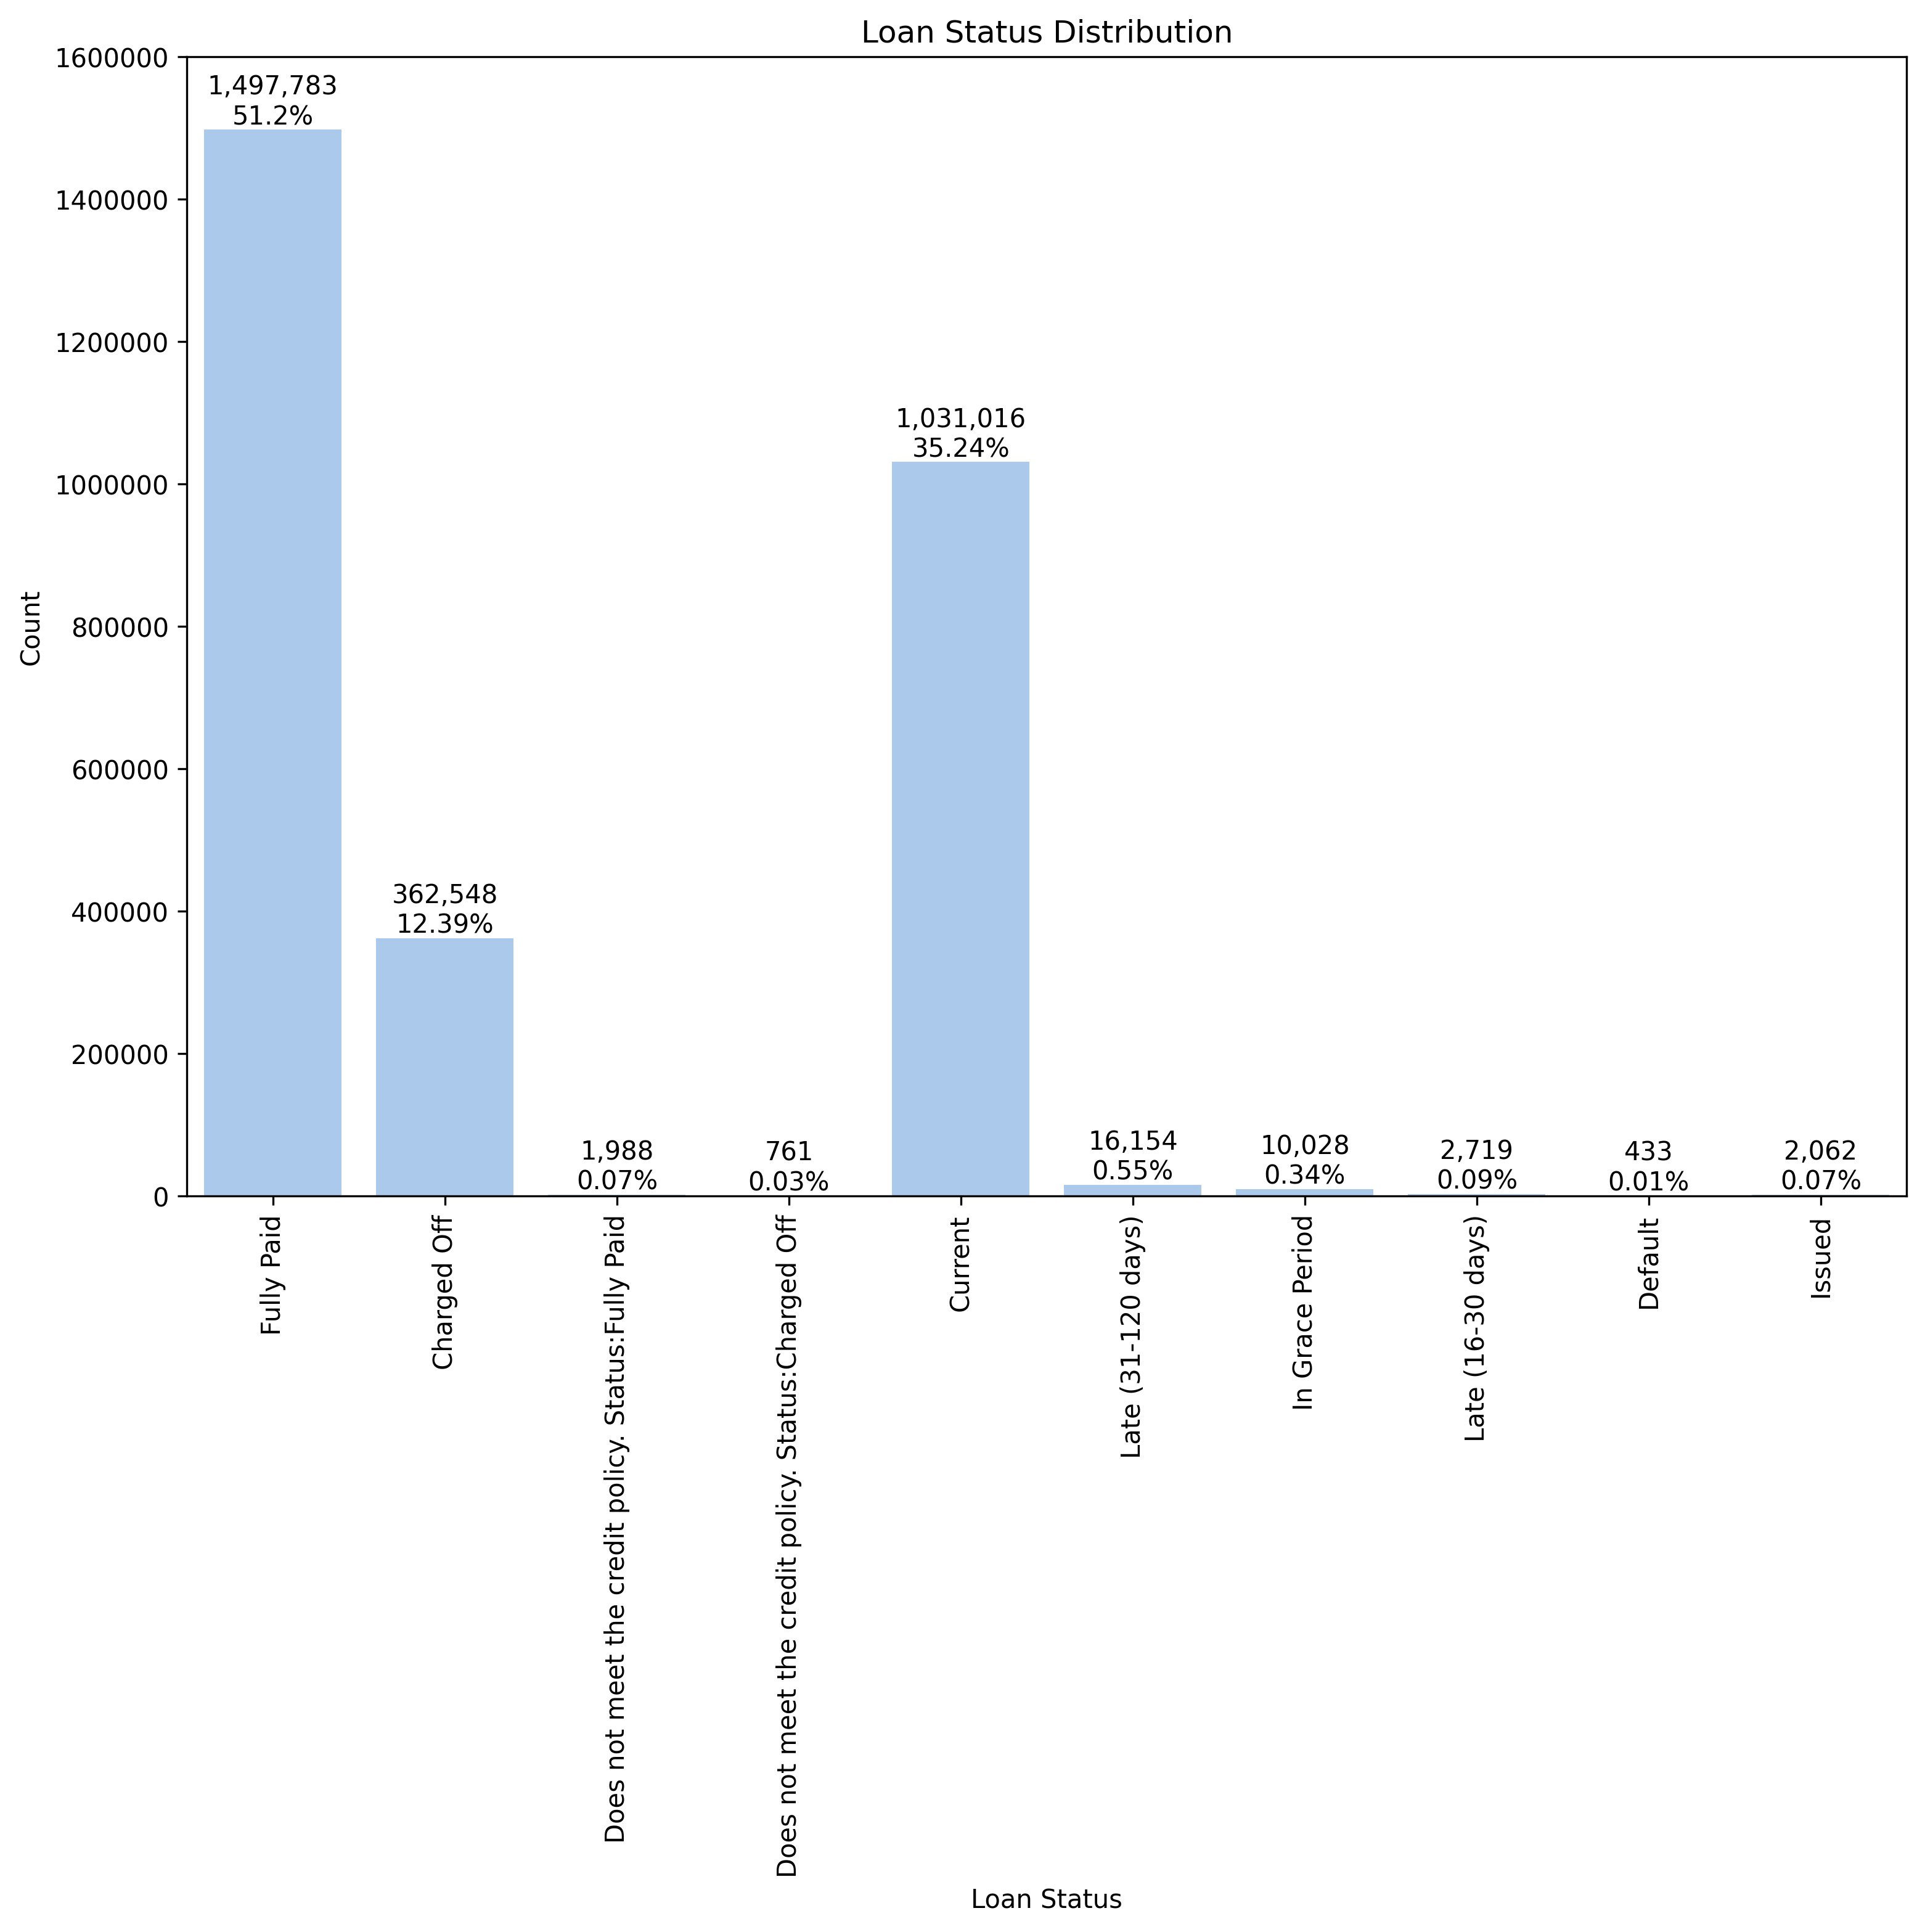 Loan Status Distribution
1600000
1400000
1200000
1000000
800000
600000
400000
200000
0
Count
1,497,783
51.2%
362,548
12.39%
1,988
0.07%
761
0.03%
1,031,016
35.24%
16,154
0.55%
10,028
0.34%
2,719
0.09%
433
0.01%
2,062
0.07%
Fully Paid
Charged Off
Does not meet the credit policy. Status:Fully Paid
Does not meet the credit policy. Status:Charged Off
Current
Late (31-120 days)
In Grace Period
Late (16-30 days)
Default
Issued
Loan Status